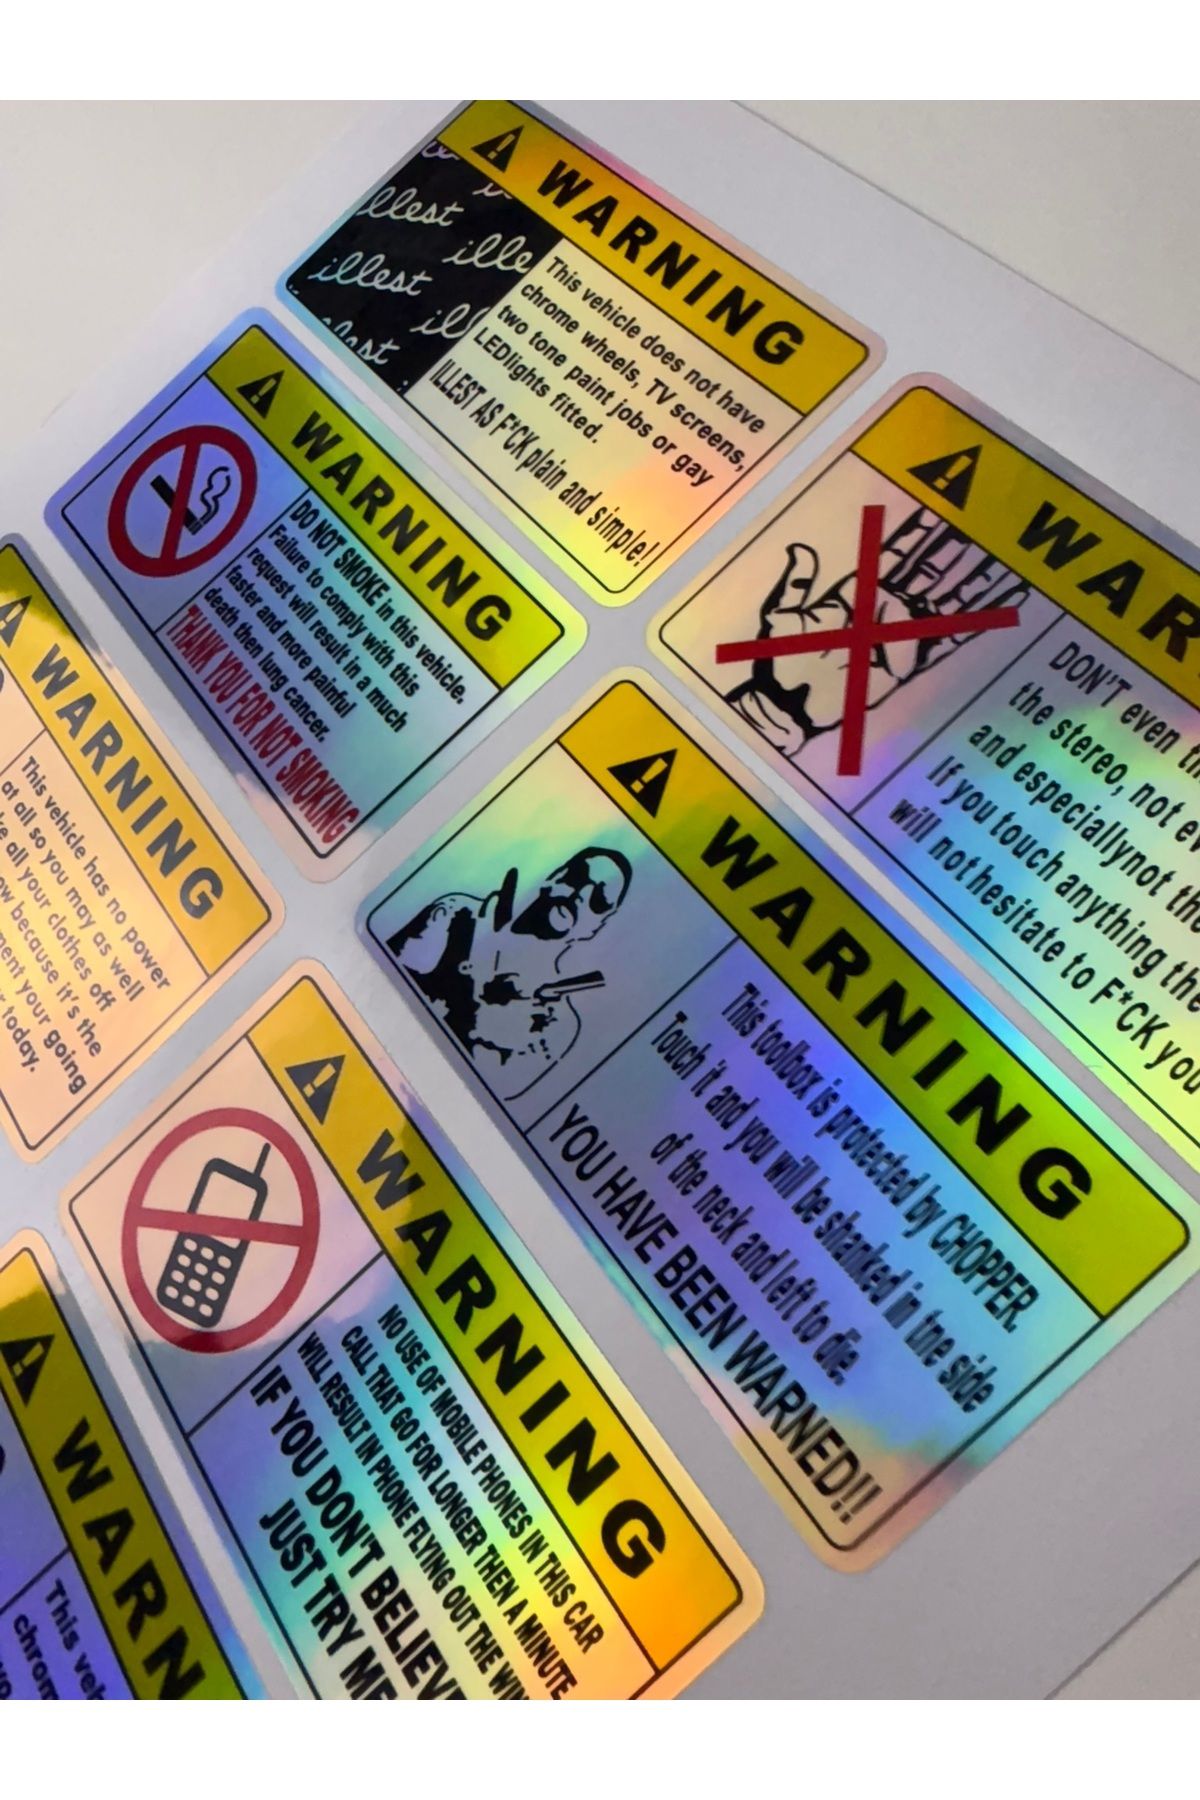 WARNING
illest
illest
illest
This vehicle does not have
chrome wheels, TV screens,
two tone paint jobs or gay
LEDlights fitted.
ILLEST AS F*CK plain and simple!
WARNING
DO NOT SMOKE in this vehicle.
Failure to comply with this
request will result in a much
faster and more painful
death then lung cancer.
THANK YOU FOR NOT SMOKING
WAR
DON'T even
the stereo, not
and especiallynot the
If you touch anything
will nothesitate to F*CK you
WARNING
This toolbox is protected by CHOPPER.
Touch it and you will be shanked in the side
of the neck and left to die.
YOU HAVE BEEN WARNED!!
WARNING
This vehicle has no power
at all so you may as well
all your clothes off
because it's the
your going
today.
WARNING
NO USE OF MOBILE PHONES IN THIS CAR
CALL THAT GO FOR LONGER THEN A MINUTE
WILL RESULT IN PHONE FLYING OUT THE
IF YOU DON'T BELIEVE
JUST TRY ME
WARN
This